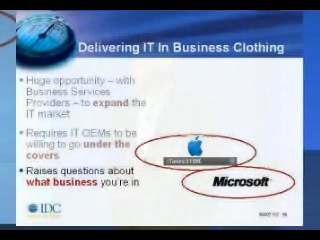 Delivering IT In Business Clothing
Huge opportunity – with
Business Services
Providers – to expand the
IT market
Requires IT OEMs to be
willing to go under the
covers
Raises questions about
what business you're in
Microsoft
IDC